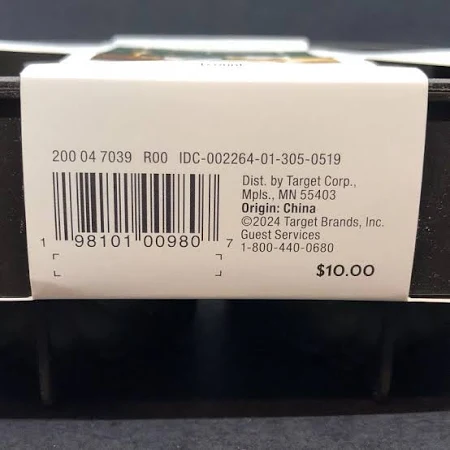 200 04 7039 R00 IDC-002264-01-305-0519
Dist. by Target Corp.,
Mpls., MN 55403
Origin: China
©2024 Target Brands, Inc.
Guest Services
1-800-440-0680
1 98101 00980 7
$10.00